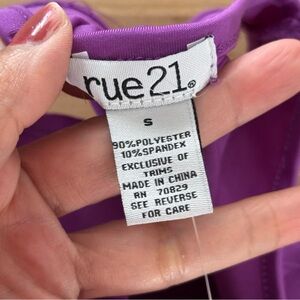 rue21®
S
90%POLYESTER
10%SPANDEX
EXCLUSIVE OF
TRIMS
MADE IN CHINA
RN 70829
SEE REVERSE
FOR CARE